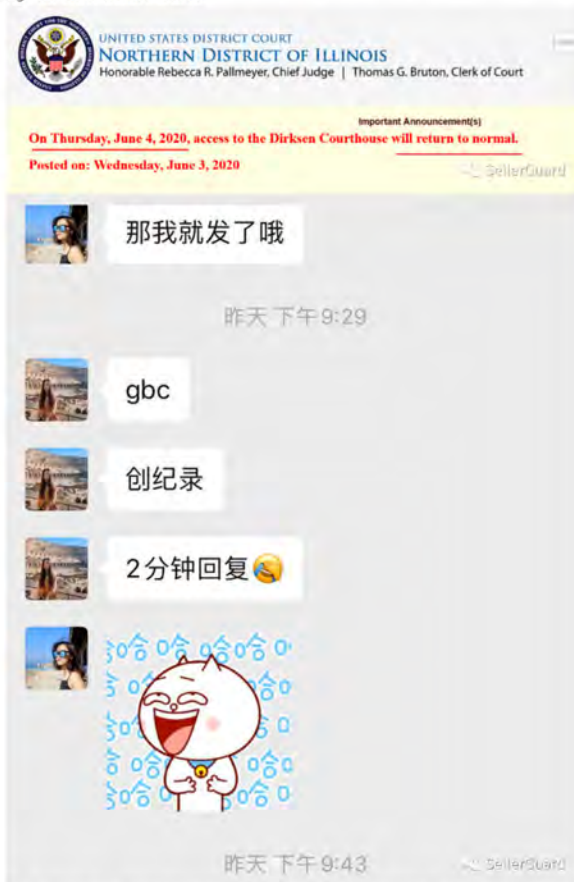 UNITED STATES DISTRICT COURT
NORTHERN DISTRICT OF ILLINOIS
Honorable Rebecca R. Pallmeyer, Chief Judge | Thomas G. Bruton, Clerk of Court
Important Announcement(s)
On Thursday, June 4, 2020, access to the Dirksen Courthouse will return to normal.
Posted on: Wednesday, June 3, 2020
SellerGuard
那我就发了哦
昨天 下午9:29
gbc
创纪录
2分钟回复
哈 哈 哈 哈
昨天 下午9:43
SellerGuard